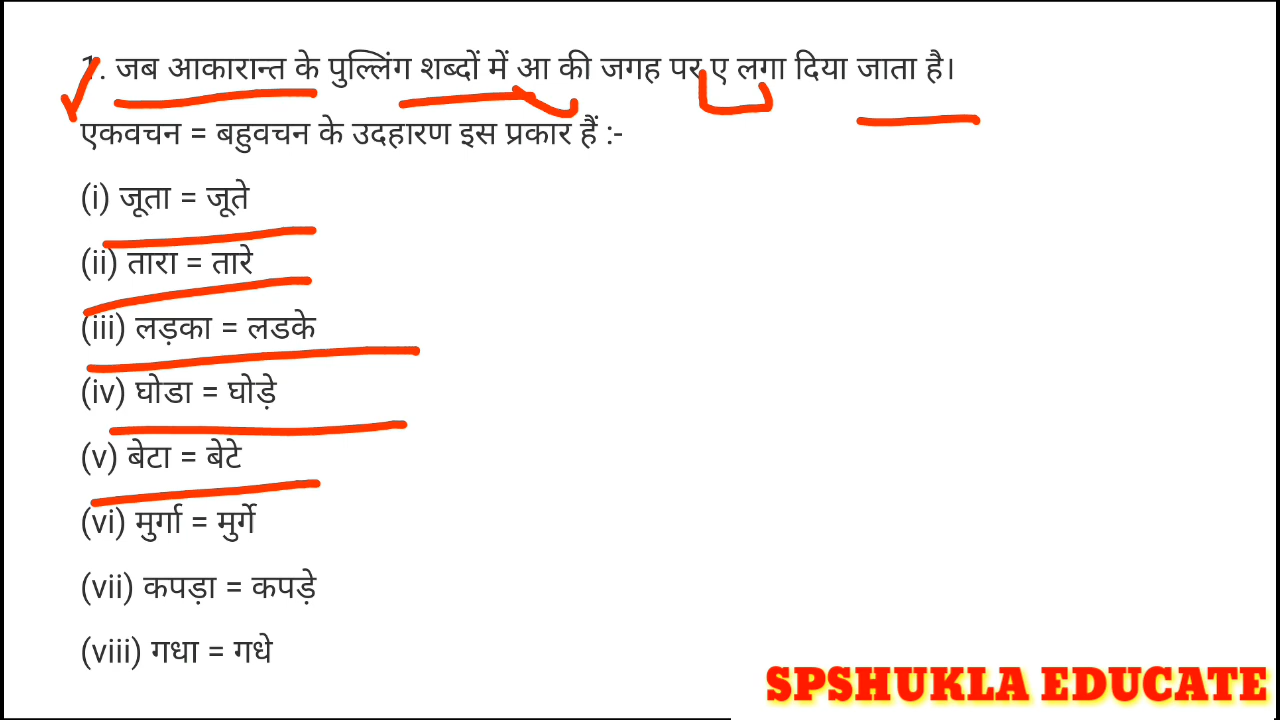 1. जब आकारान्त के पुल्लिंग शब्दों में आ की जगह पर ए लगा दिया जाता है।
एकवचन = बहुवचन के उदहारण इस प्रकार हैं :-
(i) जूता = जूते
(ii) तारा = तारे
(iii) लड़का = लडके
(iv) घोडा = घोड़े
(v) बेटा = बेटे
(vi) मुर्गा = मुर्गे
(vii) कपड़ा = कपड़े
(viii) गधा = गधे
SPSHUKLA EDUCATE